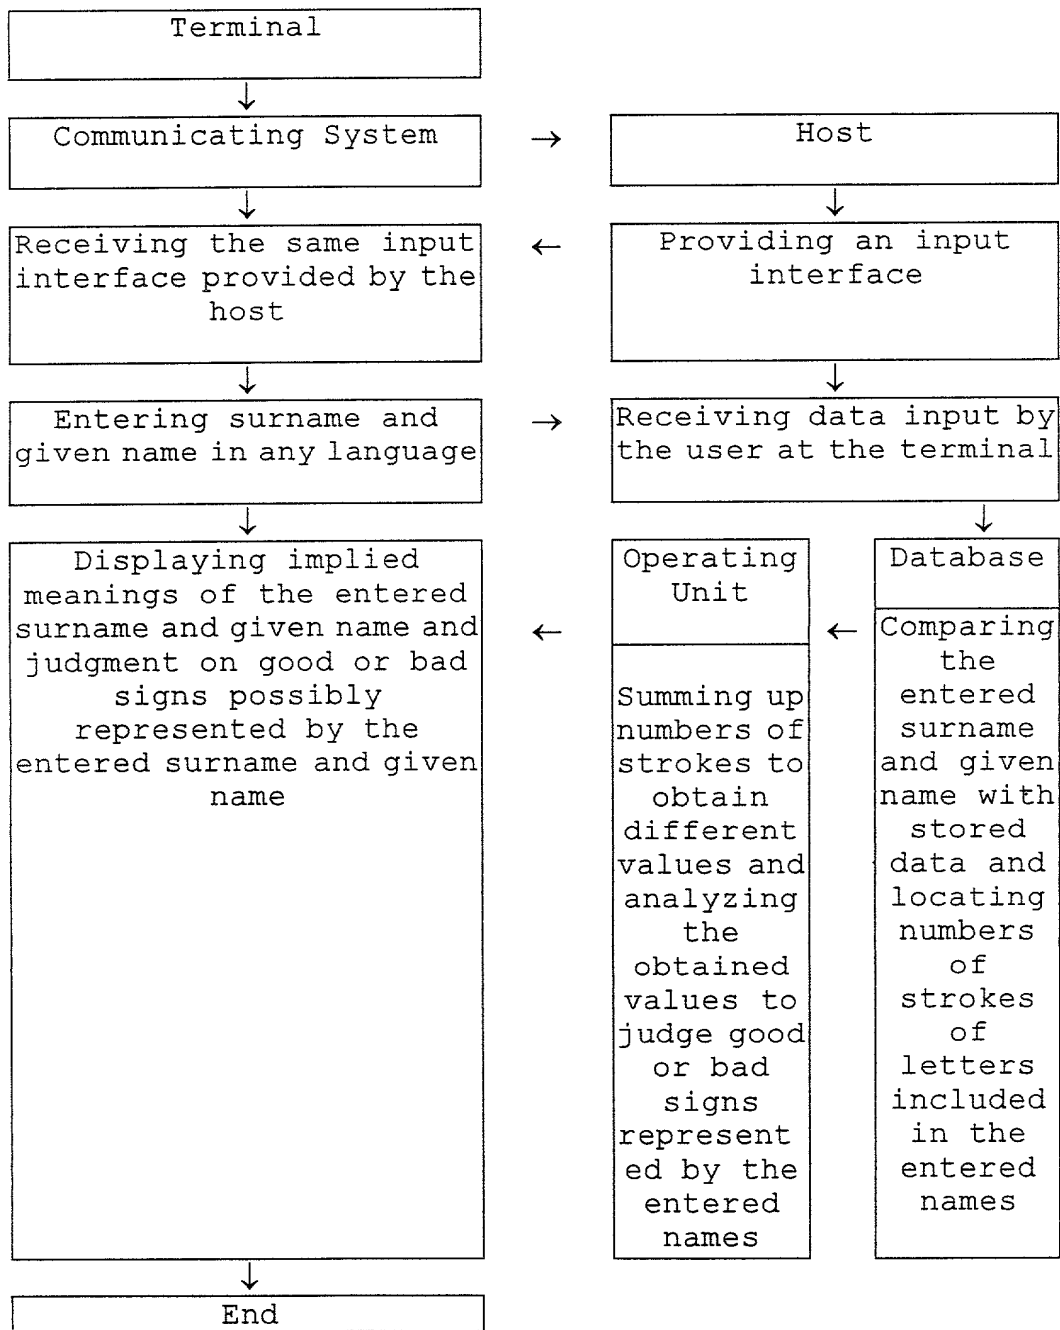 Terminal
↓
Communicating System
→
Host
↓
↓
Receiving the same input
interface provided by the
host
←
Providing an input
interface
↓
↓
Entering surname and
given name in any language
→
Receiving data input by
the user at the terminal
↓
↓
Displaying implied
meanings of the entered
surname and given name and
judgment on good or bad
signs possibly
represented by the
entered surname and given
name
←
Operating
Unit
Summing up
numbers of
strokes to
obtain
different
values and
analyzing
the
obtained
values to
judge good
or bad
signs
represent
ed by the
entered
names
←
Database
Comparing
the
entered
surname
and given
name with
stored
data and
locating
numbers
of
strokes
of
letters
included
in the
entered
names
↓
End